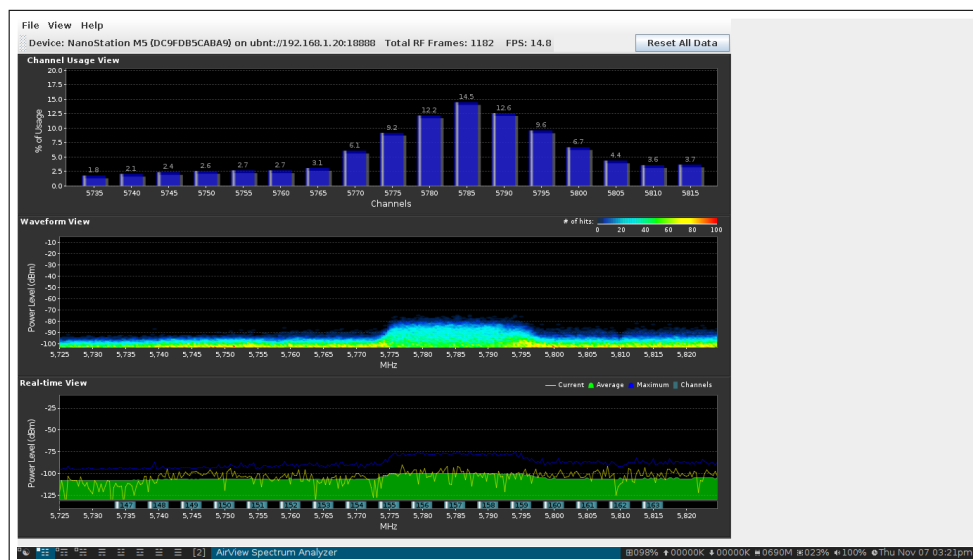 File View Help
Device: NanoStation M5 (DC9FDB5CABA9) on ubnt://192.168.1.20:18888 Total RF Frames: 1182 FPS: 14.8 Reset All Data
Channel Usage View
% of Usage
20.0
17.5
15.0
12.5
10.0
7.5
5.0
2.5
0.0
1.8 2.1 2.4 2.6 2.7 2.7 3.1 6.1 9.2 12.2 14.5 12.6 9.6 6.7 4.4 3.6 3.7
5735 5740 5745 5750 5755 5760 5765 5770 5775 5780 5785 5790 5795 5800 5805 5810 5815
Channels
Waveform View # of hits: 0 20 40 60 80 100
Power Level (dBm)
-10
-20
-30
-40
-50
-60
-70
-80
-90
-100
5,725 5,730 5,735 5,740 5,745 5,750 5,755 5,760 5,765 5,770 5,775 5,780 5,785 5,790 5,795 5,800 5,805 5,810 5,815 5,820
MHz
Real-time View Current Average Maximum Channels
Power Level (dBm)
-25
-50
-75
-100
-125
147 148 149 150 151 152 153 154 155 156 157 158 159 160 161 162 163
5,725 5,730 5,735 5,740 5,745 5,750 5,755 5,760 5,765 5,770 5,775 5,780 5,785 5,790 5,795 5,800 5,805 5,810 5,815 5,820
MHz
[2] AirView Spectrum Analyzer 098% 00000K 00000K 0690M 023% 100% Thu Nov 07 03:21pm